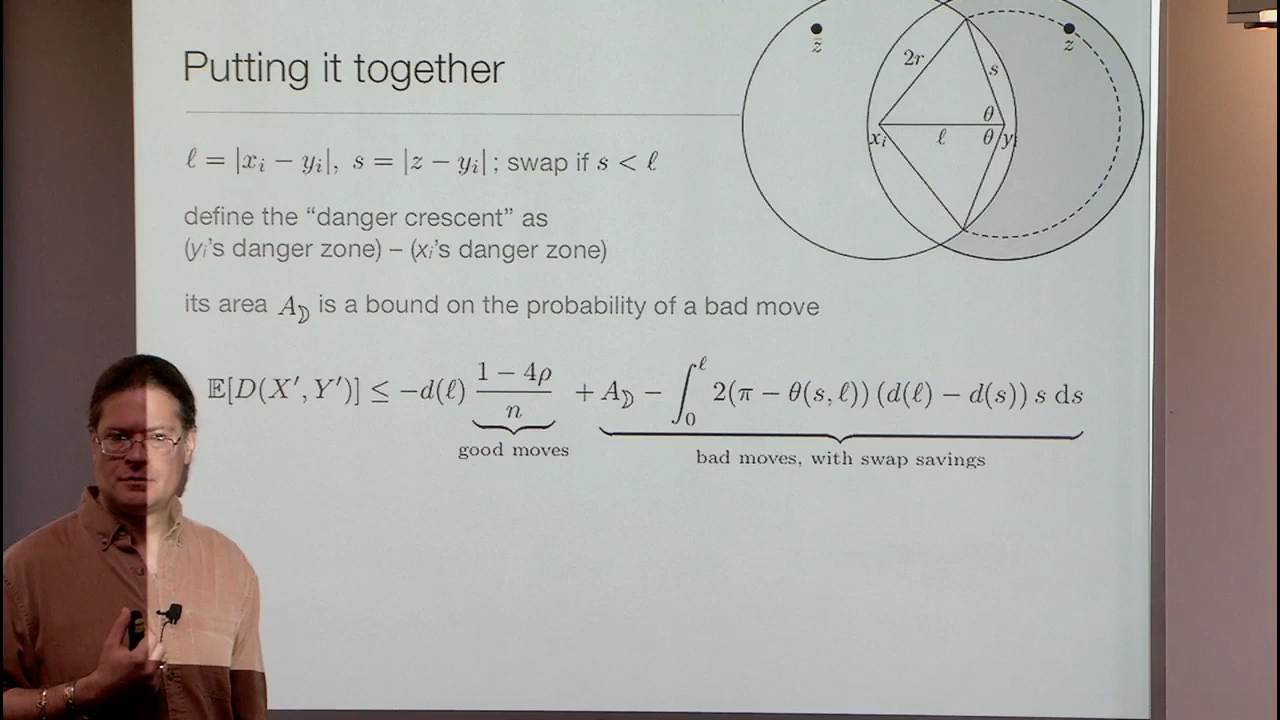 Putting it together
ℓ = |xᵢ − yᵢ|, s = |z − yᵢ| ; swap if s < ℓ
define the “danger crescent” as
(yᵢ’s danger zone) – (xᵢ’s danger zone)
its area A☽ is a bound on the probability of a bad move
𝔼[D(X′, Y′)] ≤ −d(ℓ) (1 − 4ρ)/n + A☽ − ∫₀^ℓ 2(π − θ(s, ℓ)) (d(ℓ) − d(s)) s ds
good moves
bad moves, with swap savings
z̄
z
2r
s
θ
xᵢ
ℓ
θ
yᵢ